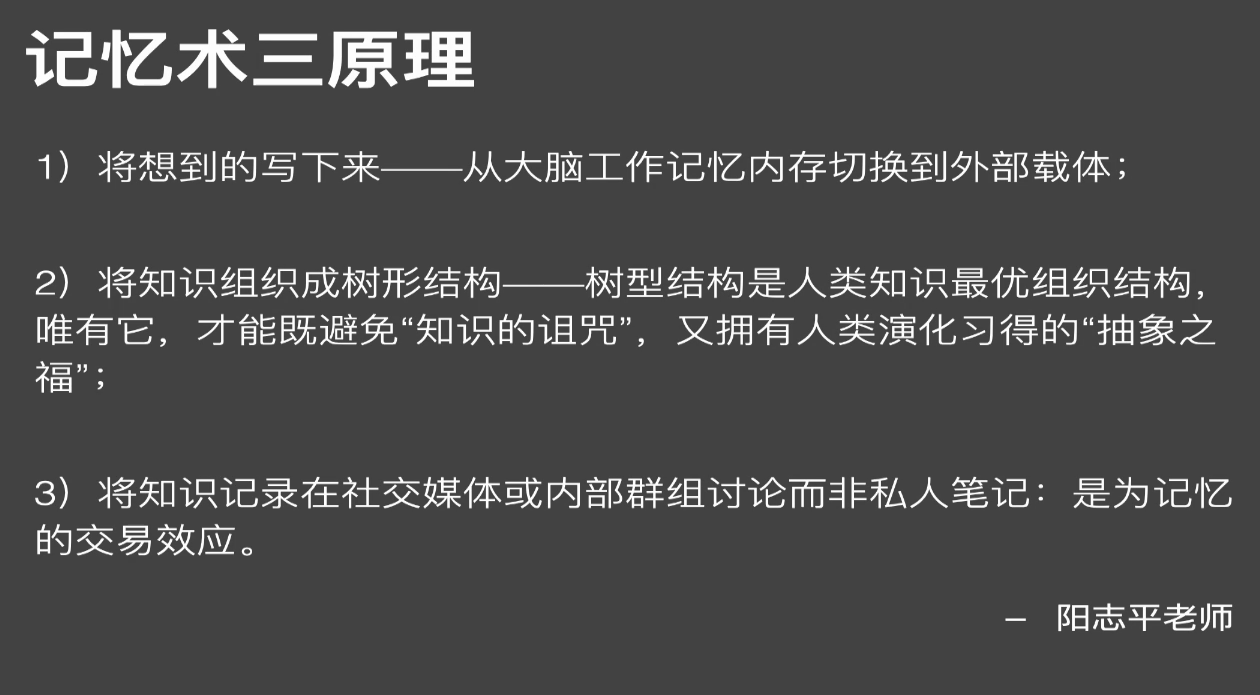 记忆术三原理
1）将想到的写下来——从大脑工作记忆内存切换到外部载体；
2）将知识组织成树形结构——树型结构是人类知识最优组织结构，
唯有它，才能既避免“知识的诅咒”，又拥有人类演化习得的“抽象之
福”；
3）将知识记录在社交媒体或内部群组讨论而非私人笔记：是为记忆
的交易效应。
– 阳志平老师